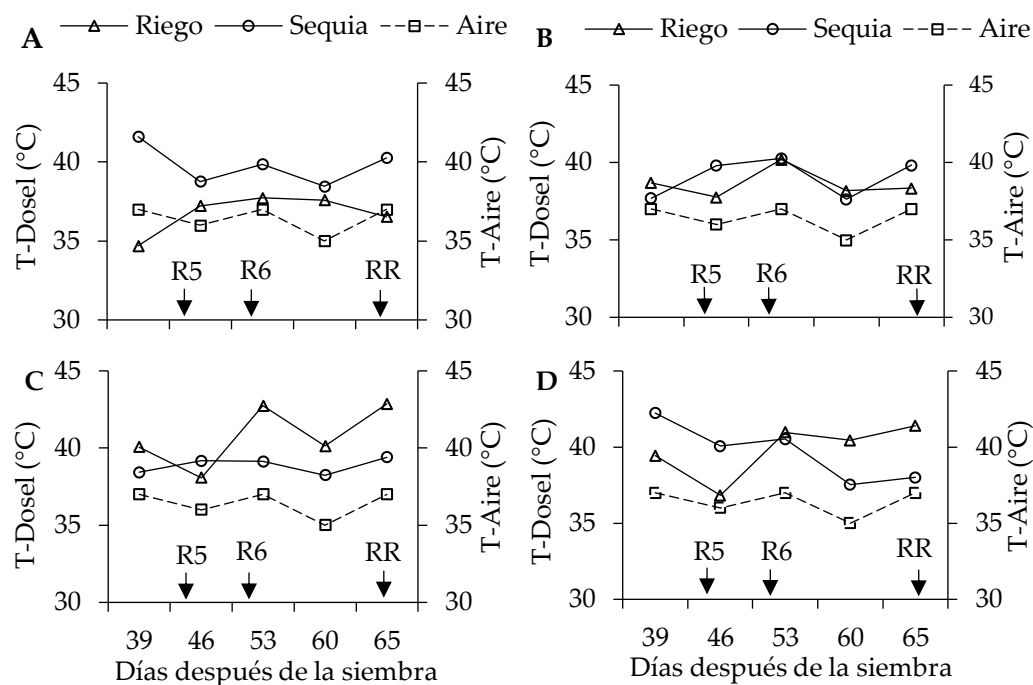 A Riego Sequia Aire
B Riego Sequia Aire
45 45 45 45
40 40 40 40
35 35 35 35
30 30 30 30
T-Dosel (°C) T-Aire (°C) T-Dosel (°C) T-Aire (°C)
R5 R6 RR R5 R6 RR
C D
45 45 45 45
40 40 40 40
35 35 35 35
30 30 30 30
T-Dosel (°C) T-Aire (°C) T-Dosel (°C) T-Aire (°C)
R5 R6 RR R5 R6 RR
39 46 53 60 65 39 46 53 60 65
Días después de la siembra Días después de la siembra